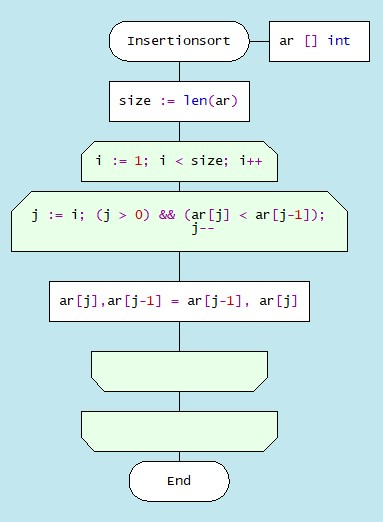 Insertionsort
ar [] int
size := len(ar)
i := 1; i < size; i++
j := i; (j > 0) && (ar[j] < ar[j-1]);
j--
ar[j],ar[j-1] = ar[j-1], ar[j]
End